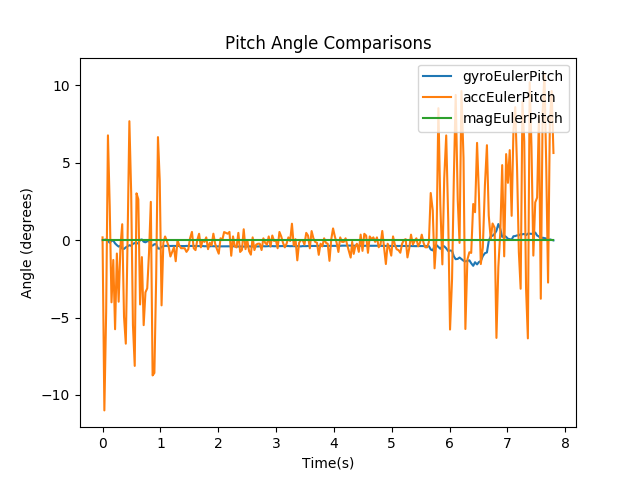 Pitch Angle Comparisons
gyroEulerPitch
accEulerPitch
magEulerPitch
Angle (degrees)
10
5
0
−5
−10
0 1 2 3 4 5 6 7 8
Time(s)